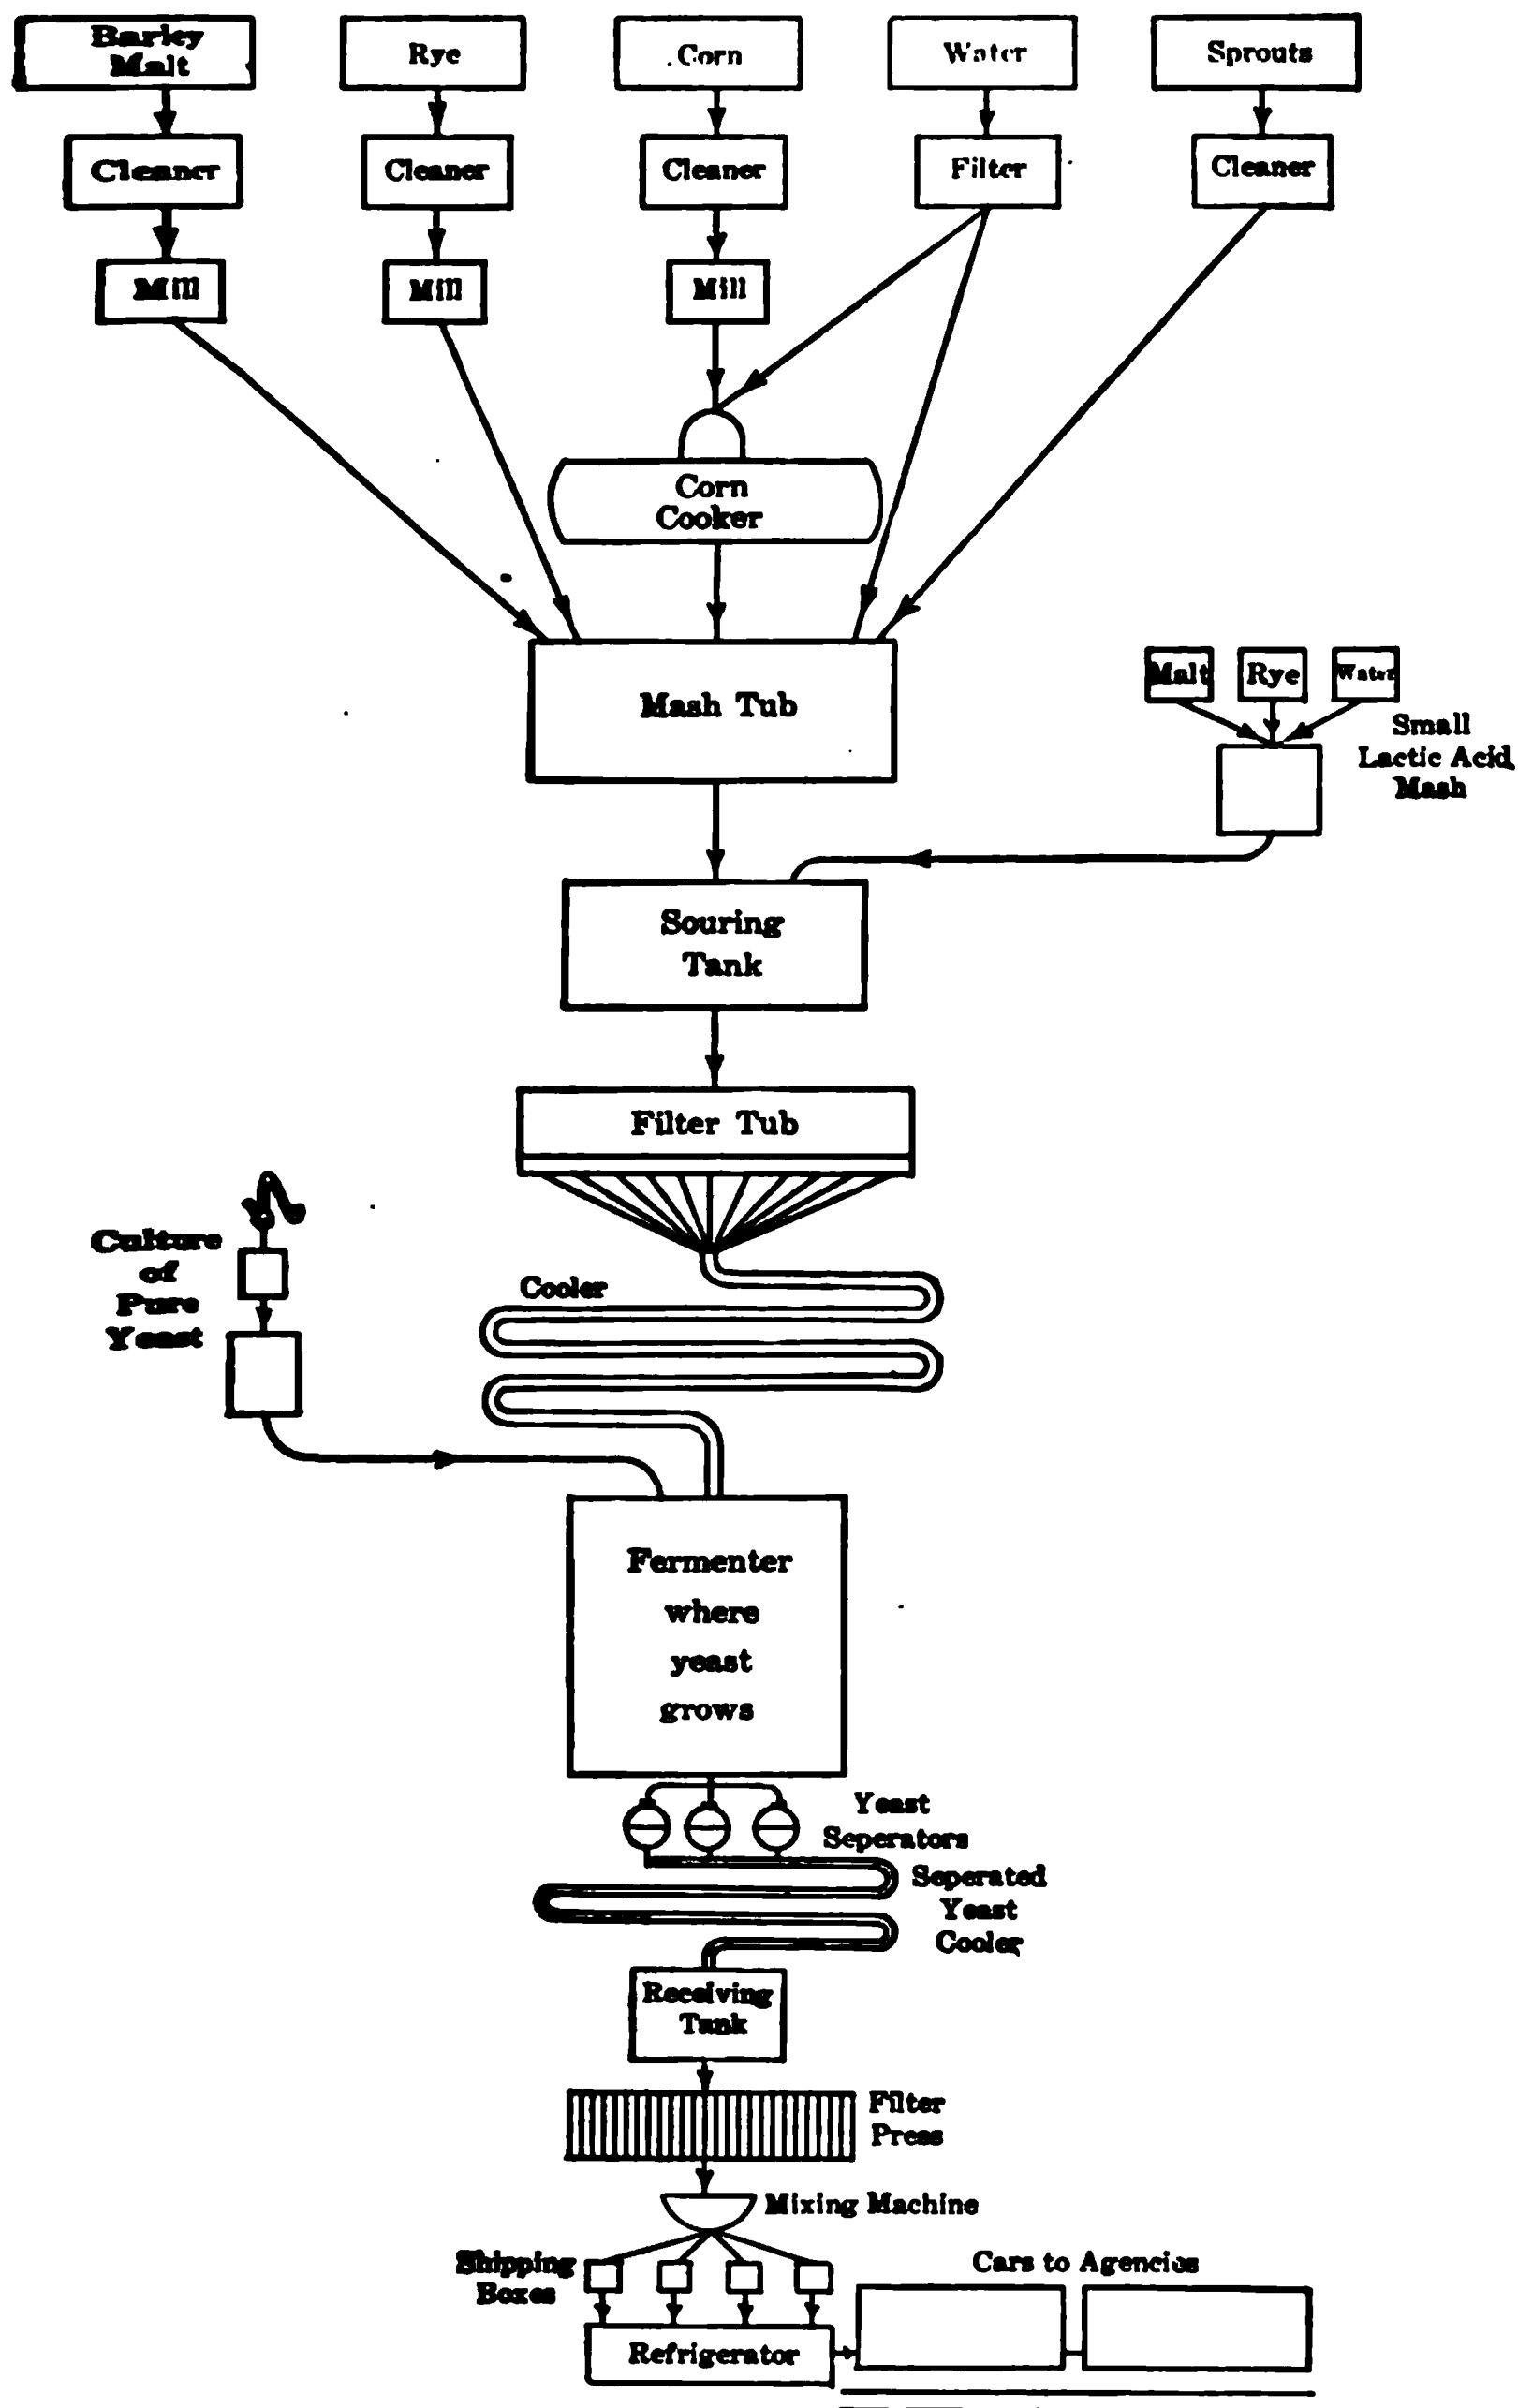 Barley
Malt
Rye
Corn
Water
Sprouts
Cleaner
Cleaner
Cleaner
Filter
Cleaner
Mill
Mill
Mill
Corn
Cooker
Mash Tub
Malt
Rye
Water
Small
Lactic Acid
Mash
Souring
Tank
Filter Tub
Culture
of
Pure
Yeast
Cooler
Fermenter
where
yeast
grows
Yeast
Seperators
Seperated
Yeast
Cooler
Receiving
Tank
Filter
Press
Mixing Machine
Shipping
Boxes
Cars to Agencies
Refrigerator